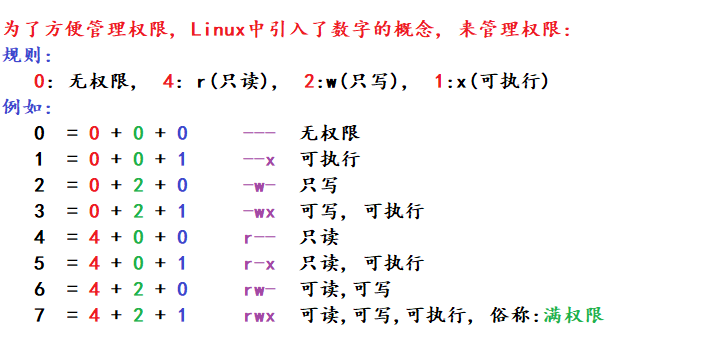 为了方便管理权限, Linux中引入了数字的概念, 来管理权限:
规则:
0: 无权限, 4: r(只读), 2:w(只写), 1:x(可执行)
例如:
0 = 0 + 0 + 0 --- 无权限
1 = 0 + 0 + 1 --x 可执行
2 = 0 + 2 + 0 -w- 只写
3 = 0 + 2 + 1 -wx 可写, 可执行
4 = 4 + 0 + 0 r-- 只读
5 = 4 + 0 + 1 r-x 只读, 可执行
6 = 4 + 2 + 0 rw- 可读,可写
7 = 4 + 2 + 1 rwx 可读,可写,可执行, 俗称:满权限